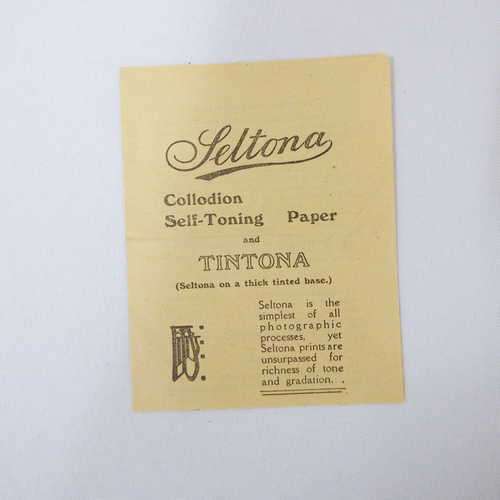 Seltona
Collodion
Self-Toning Paper
and
TINTONA
(Seltona on a thick tinted base.)
Seltona is the
simplest of all
photographic
processes, yet
Seltona prints are
unsurpassed for
richness of tone
and gradation. .